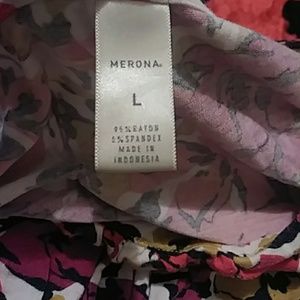 MERONA®
L
95% RAYON
5% SPANDEX
MADE IN
INDONESIA